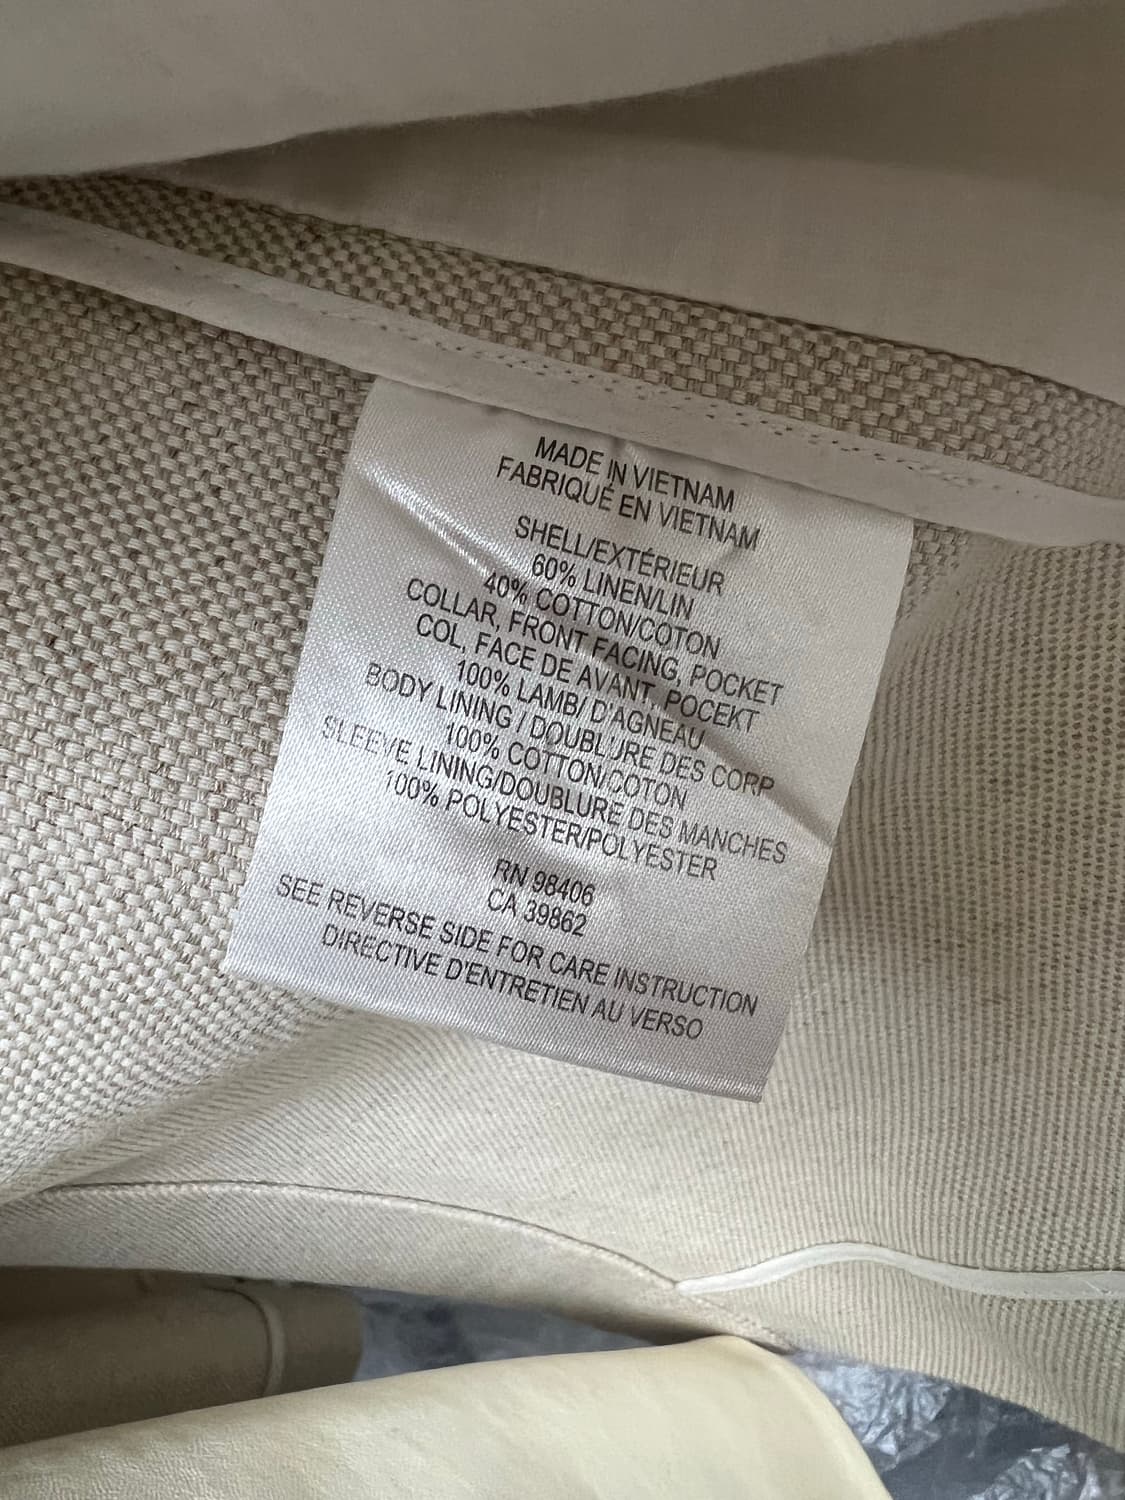 MADE IN VIETNAM
FABRIQUÉ EN VIETNAM
SHELL/EXTÉRIEUR
60% LINEN/LIN
40% COTTON/COTON
COLLAR, FRONT FACING, POCKET
COL, FACE DE AVANT, POCEKT
100% LAMB/ D'AGNEAU
BODY LINING / DOUBLURE DES CORP
100% COTTON/COTON
SLEEVE LINING/DOUBLURE DES MANCHES
100% POLYESTER/POLYESTER
RN 98406
CA 39862
SEE REVERSE SIDE FOR CARE INSTRUCTION
DIRECTIVE D'ENTRETIEN AU VERSO